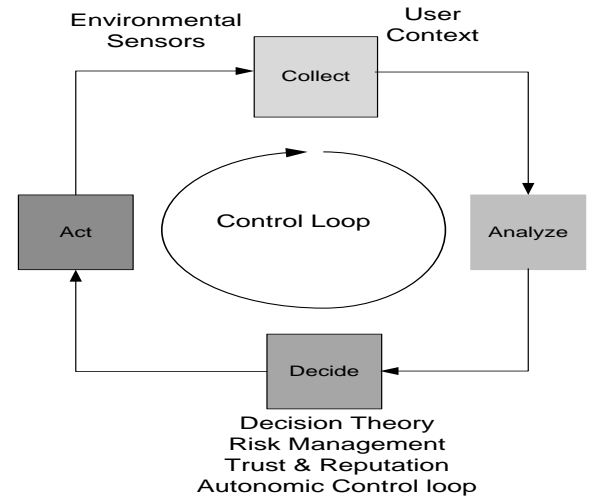 Environmental
Sensors
User
Context
Collect
Act
Control Loop
Analyze
Decide
Decision Theory
Risk Management
Trust & Reputation
Autonomic Control loop